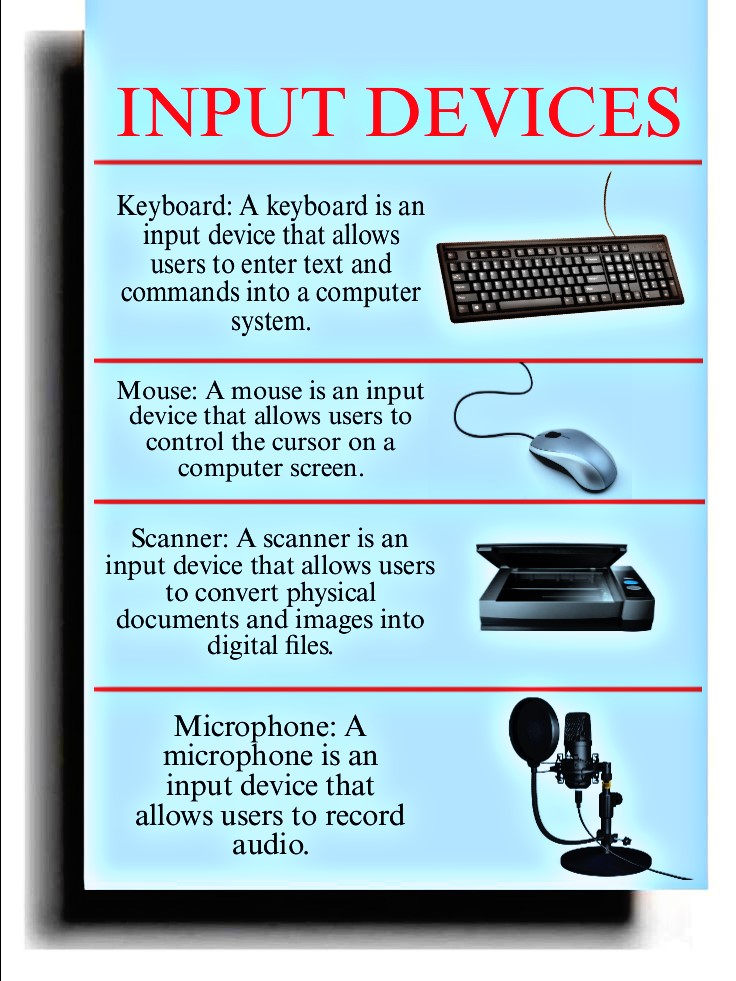 INPUT DEVICES
Keyboard: A keyboard is an
input device that allows
users to enter text and
commands into a computer
system.
Mouse: A mouse is an input
device that allows users to
control the cursor on a
computer screen.
Scanner: A scanner is an
input device that allows users
to convert physical
documents and images into
digital files.
Microphone: A
microphone is an
input device that
allows users to record
audio.